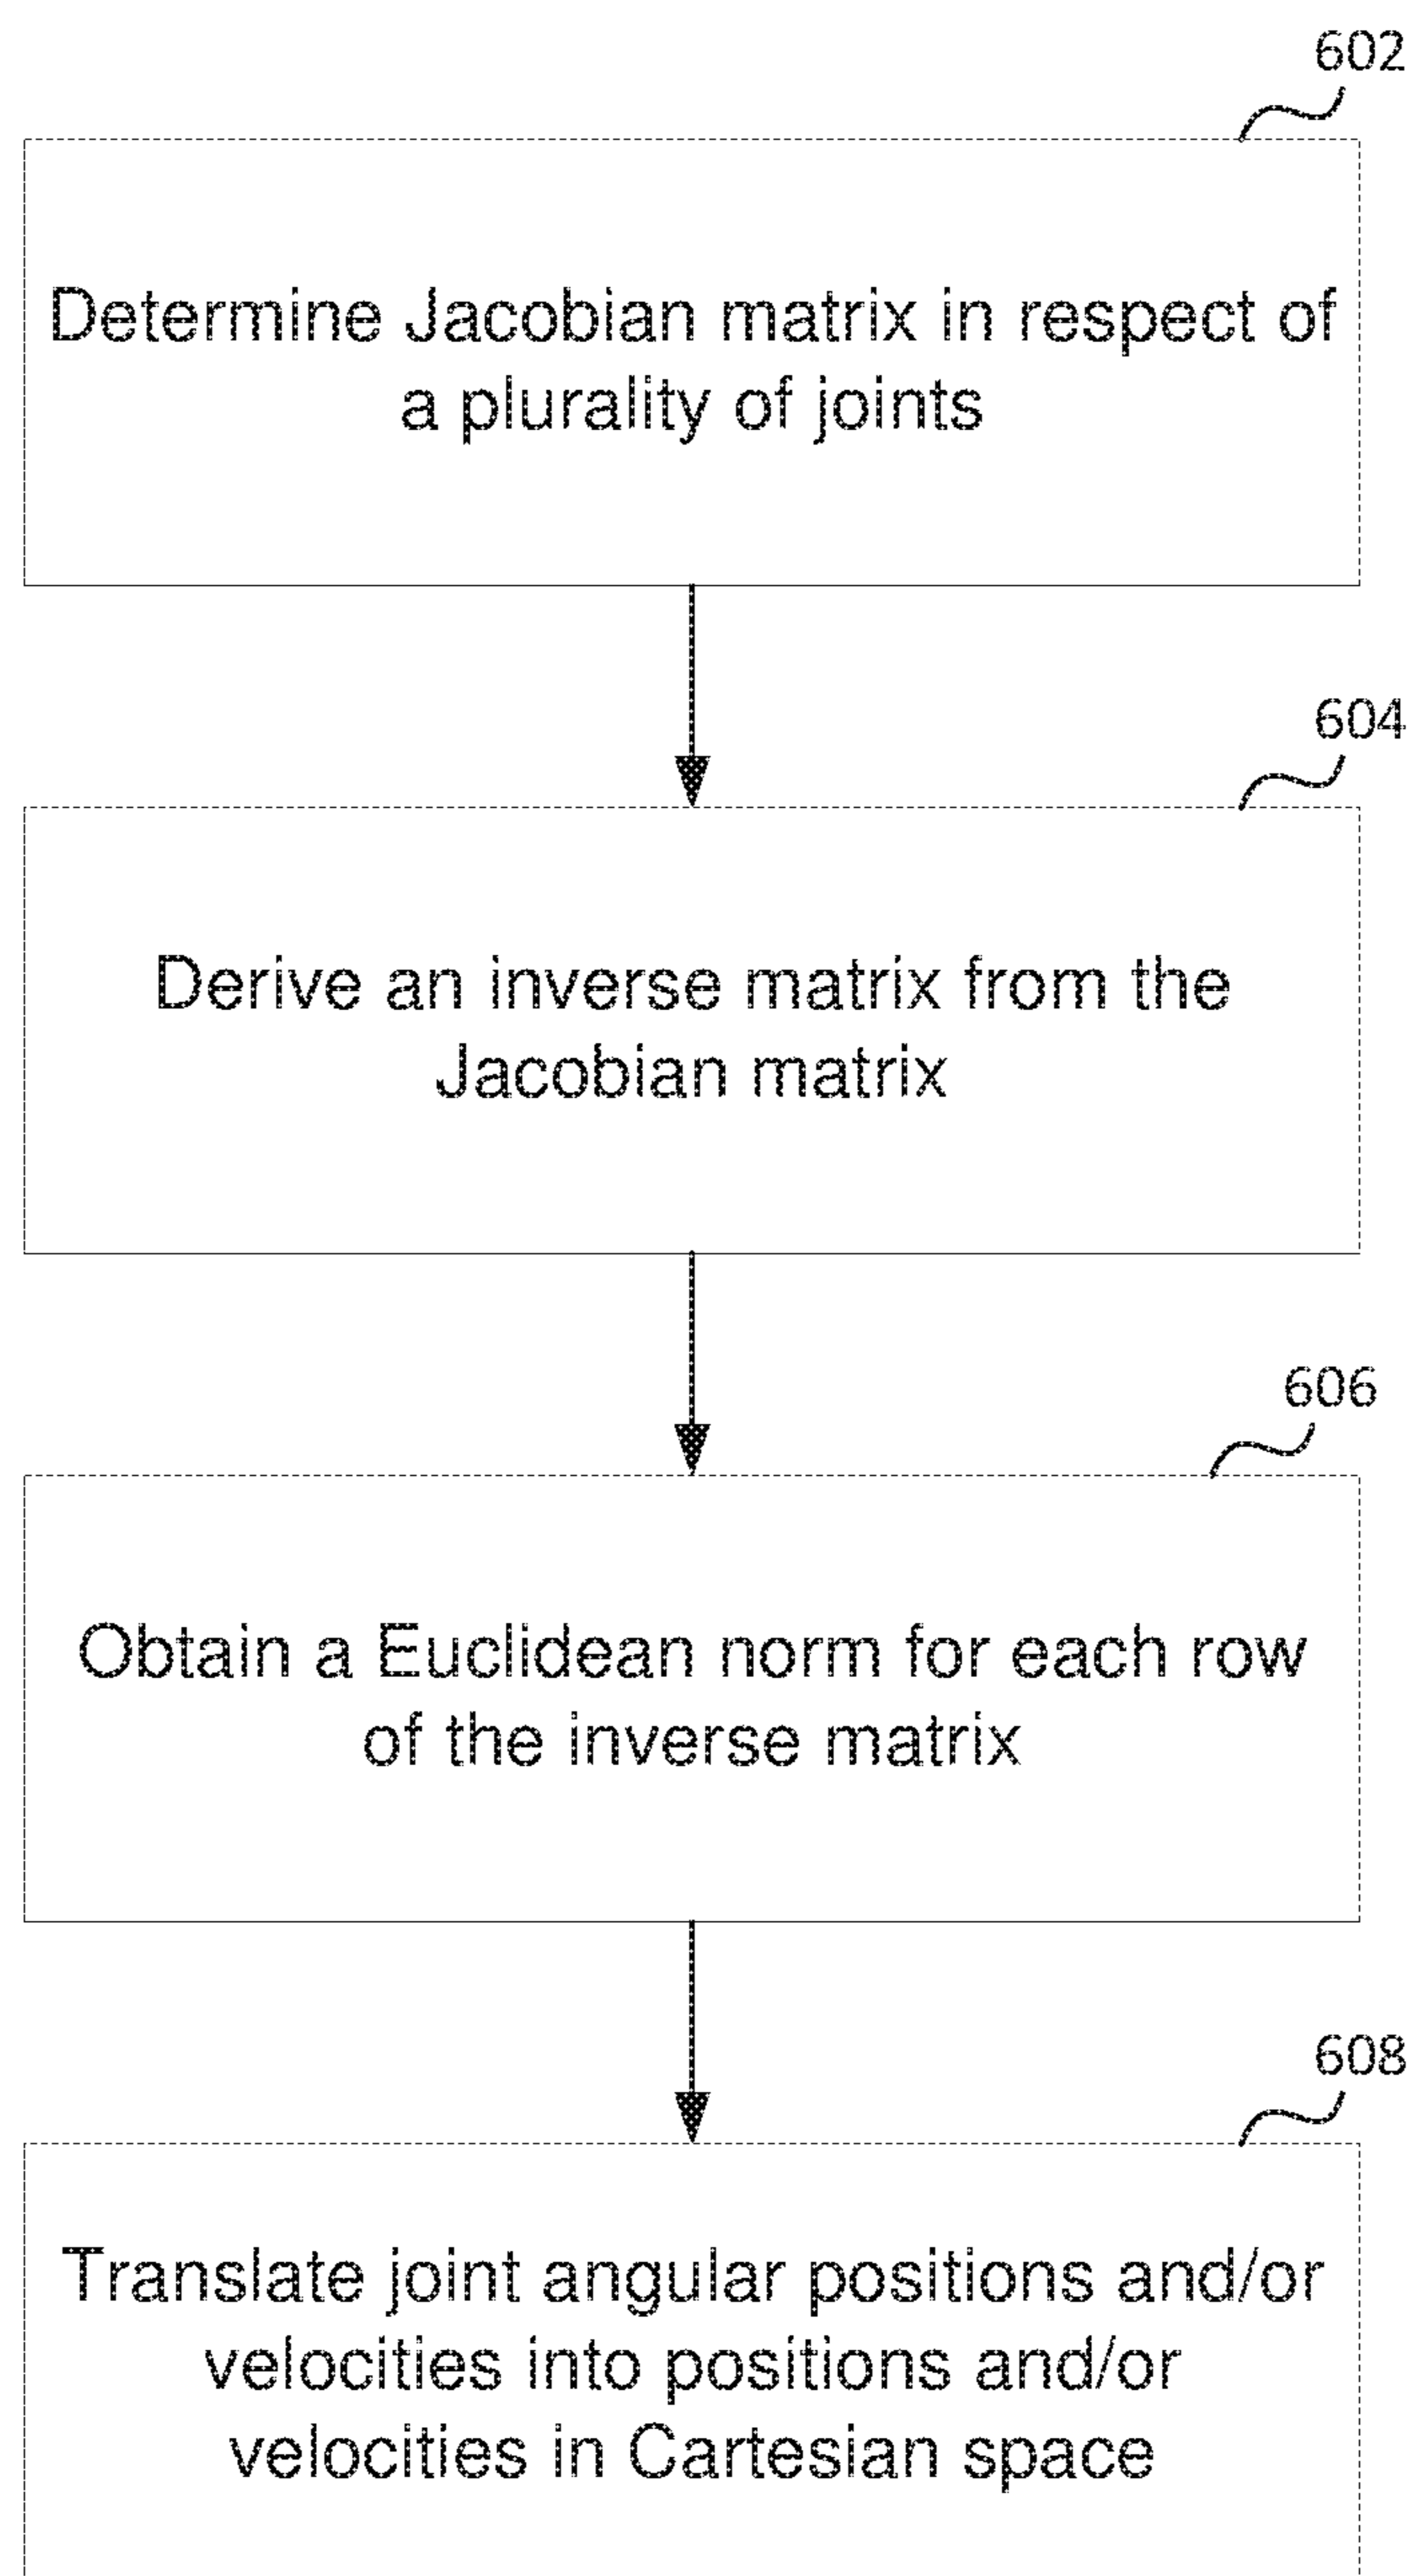 602
Determine Jacobian matrix in respect of
a plurality of joints
604
Derive an inverse matrix from the
Jacobian matrix
606
Obtain a Euclidean norm for each row
of the inverse matrix
608
Translate joint angular positions and/or
velocities into positions and/or
velocities in Cartesian space